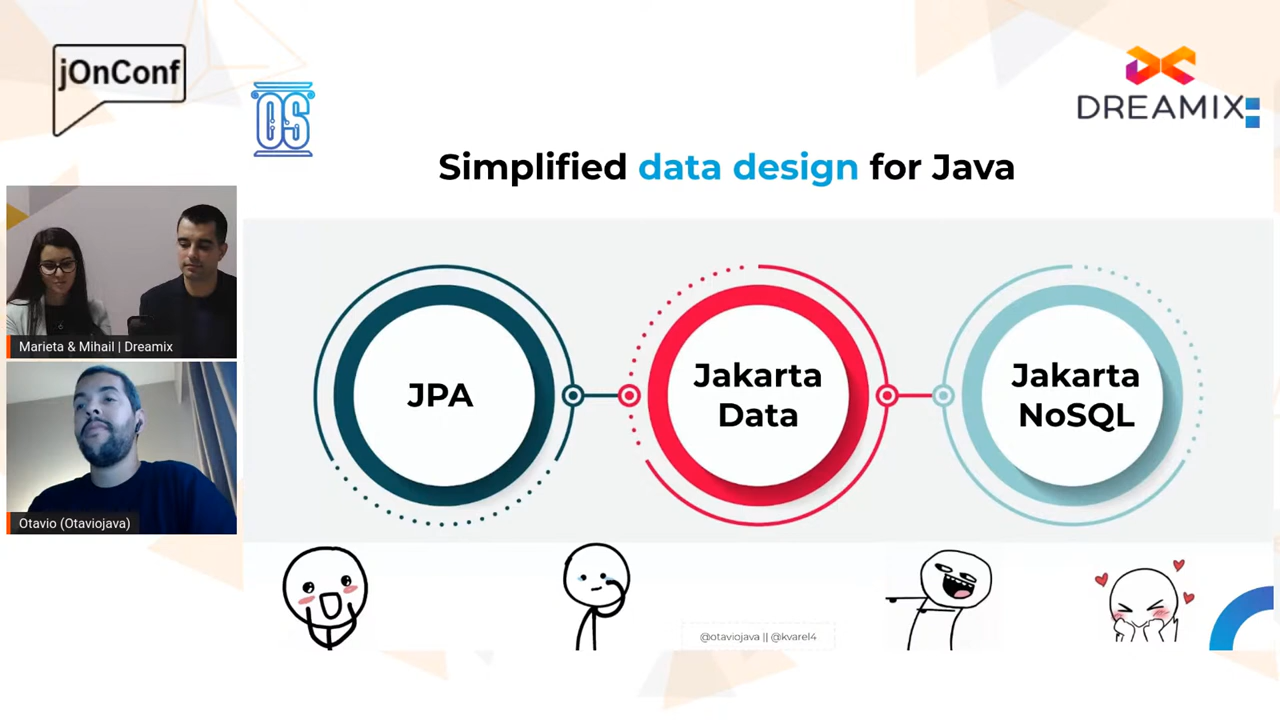 jOnConf
OS
DREAMIX
Simplified data design for Java
Marieta & Mihail | Dreamix
Otavio (Otaviojava)
JPA
Jakarta
Data
Jakarta
NoSQL
@otaviojava || @kvarel4